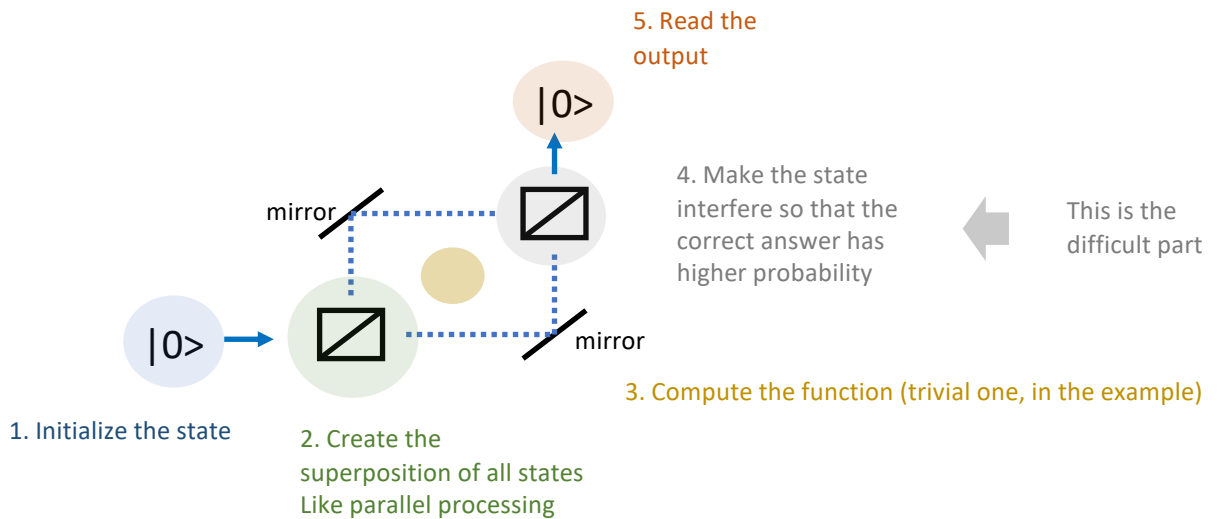 5. Read the
output
|0>
mirror
4. Make the state
interfere so that the
correct answer has
higher probability
This is the
difficult part
|0>
mirror
3. Compute the function (trivial one, in the example)
1. Initialize the state
2. Create the
superposition of all states
Like parallel processing